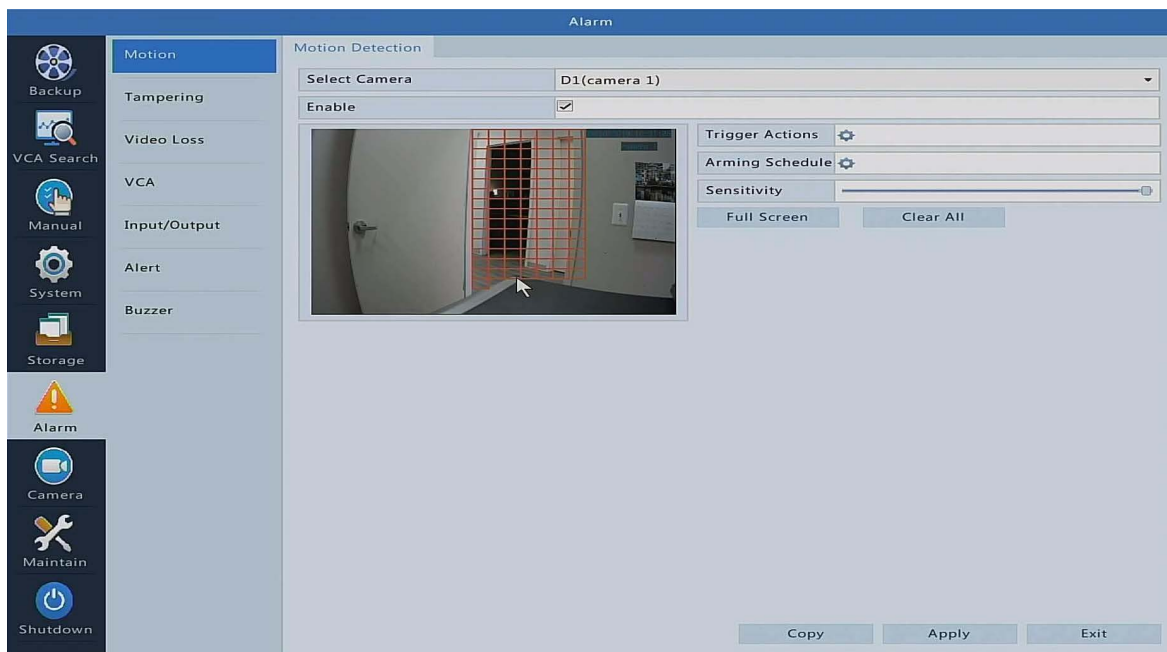 Alarm
Backup
VCA Search
Manual
System
Storage
Alarm
Camera
Maintain
Shutdown
Motion
Tampering
Video Loss
VCA
Input/Output
Alert
Buzzer
Motion Detection
Select Camera D1(camera 1)
Enable
Trigger Actions
Arming Schedule
Sensitivity
Full Screen Clear All
Copy Apply Exit